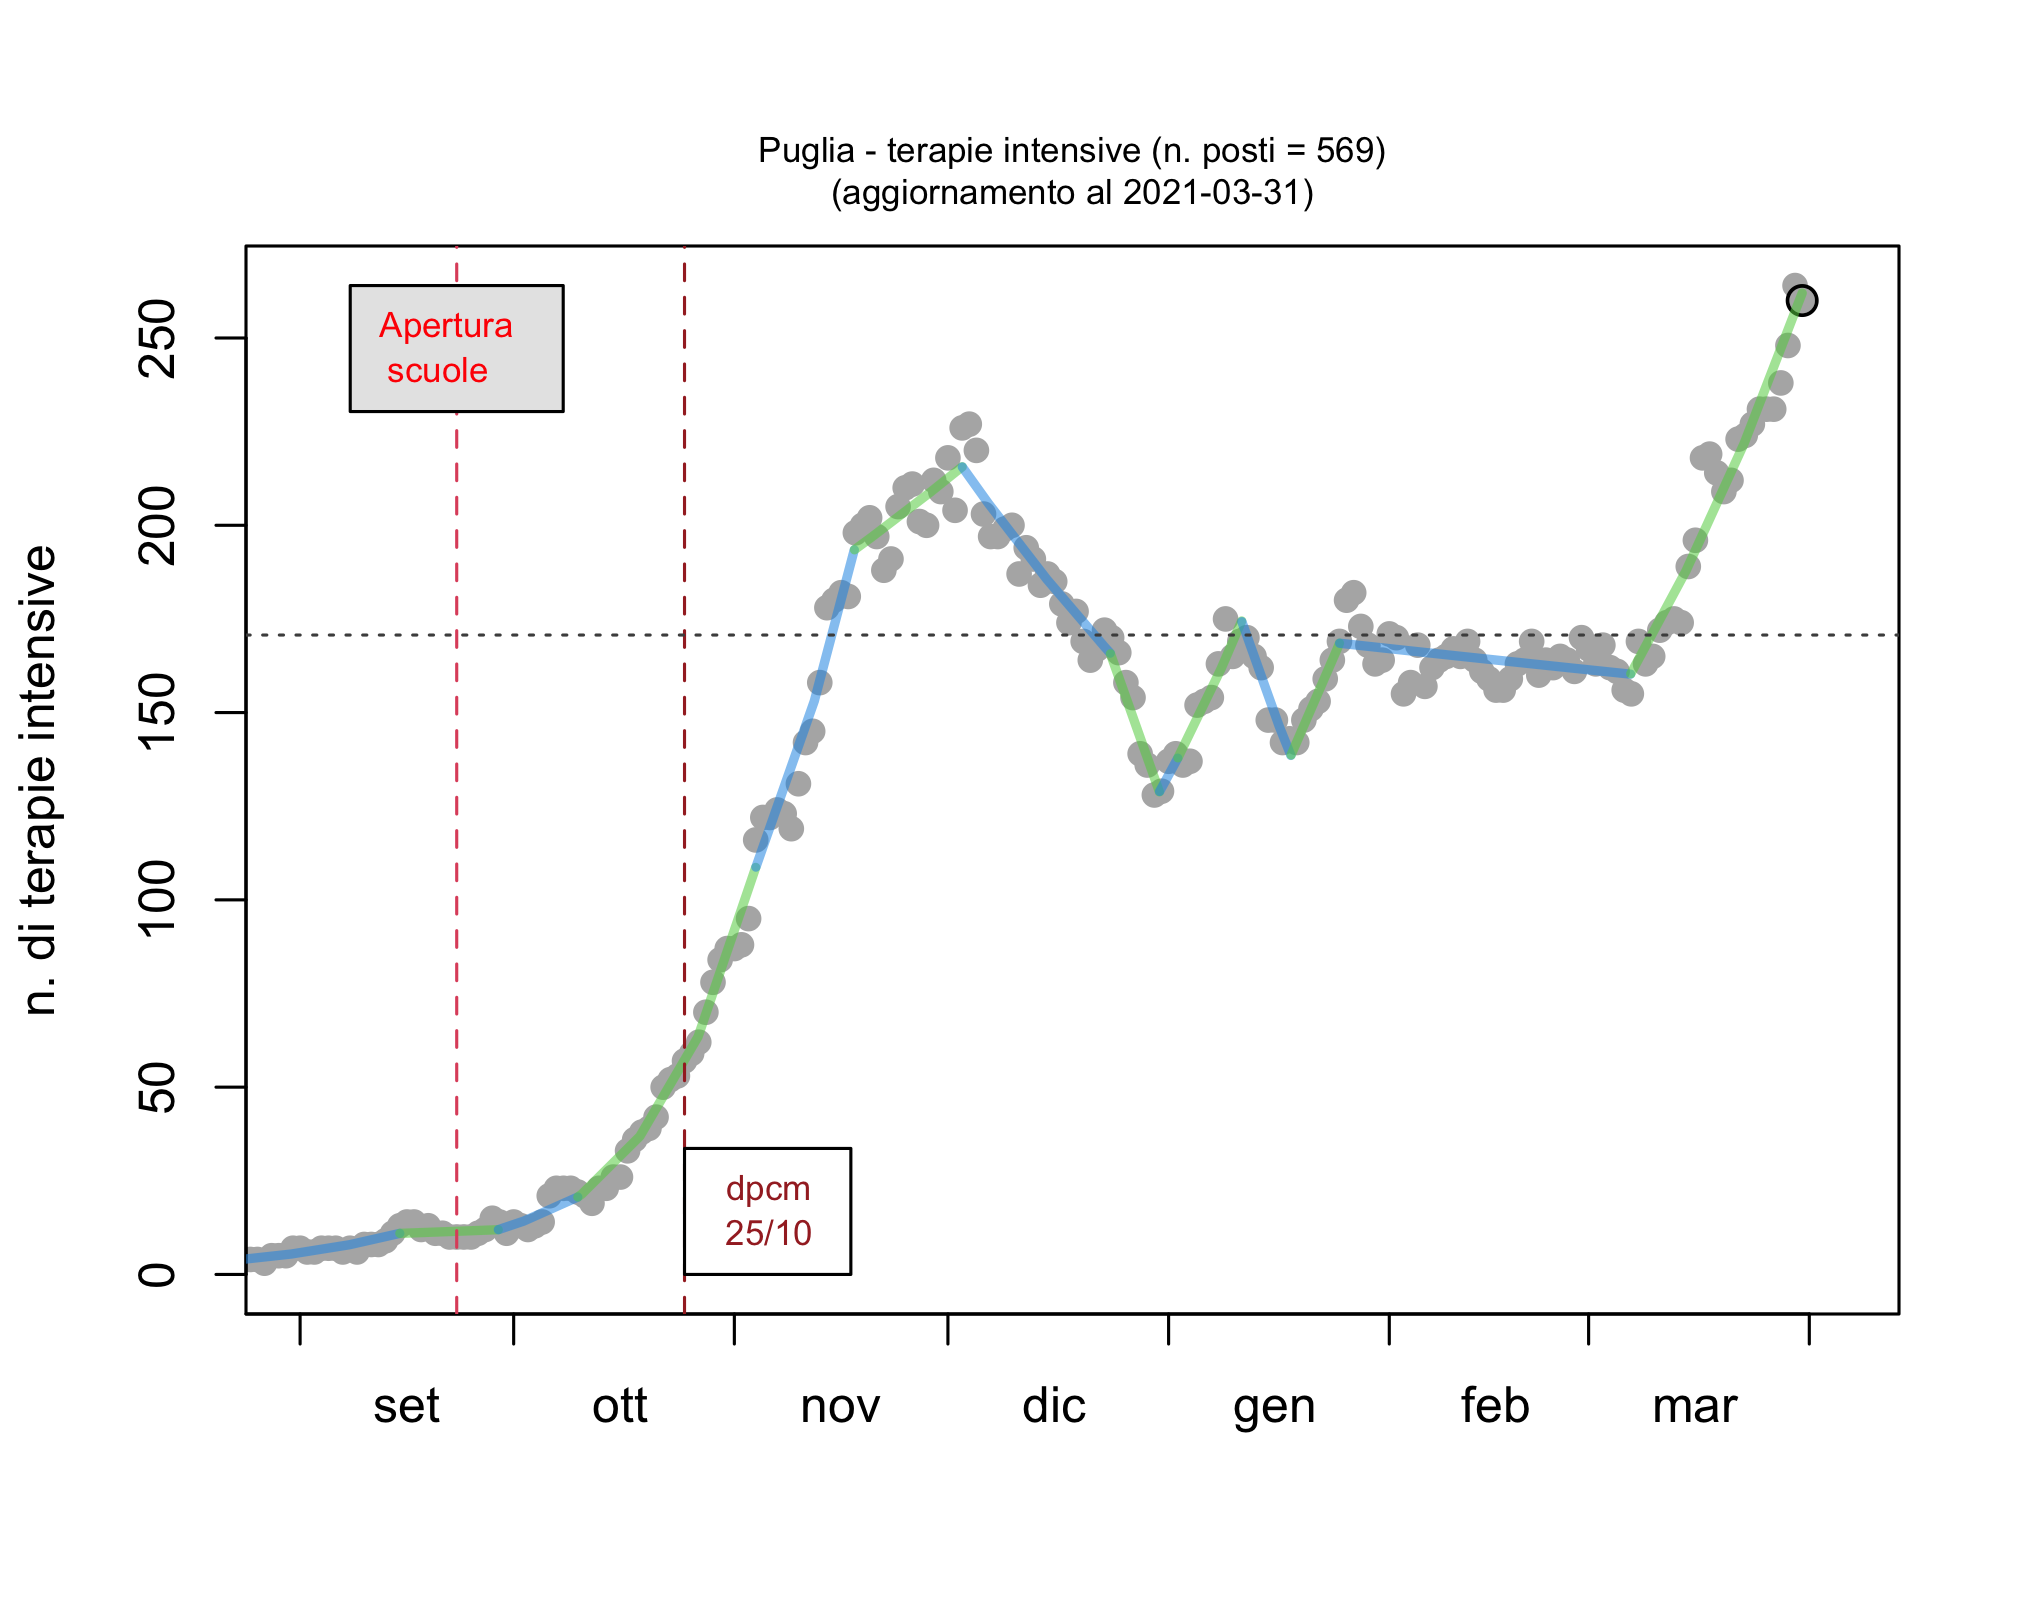 Puglia - terapie intensive (n. posti = 569)
(aggiornamento al 2021-03-31)
n. di terapie intensive
250
200
150
100
50
0
Apertura
scuole
dpcm
25/10
set ott nov dic gen feb mar